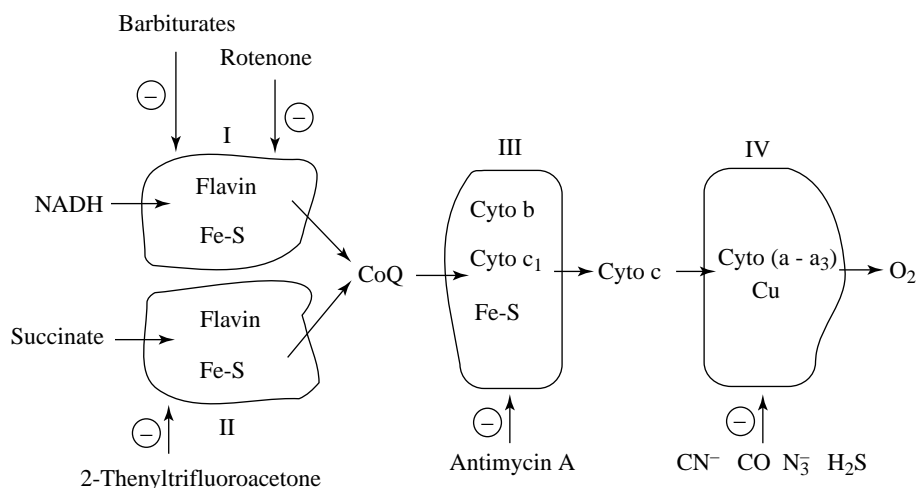 Barbiturates
Rotenone
−
−
I
III
IV
Flavin
NADH
Fe-S
Cyto b
Cyto c₁
Fe-S
CoQ
Cyto c
Cyto (a - a₃)
Cu
O₂
Succinate
Flavin
Fe-S
−
II
−
−
2-Thenyltrifluoroacetone
Antimycin A
CN⁻ CO N₃⁻ H₂S